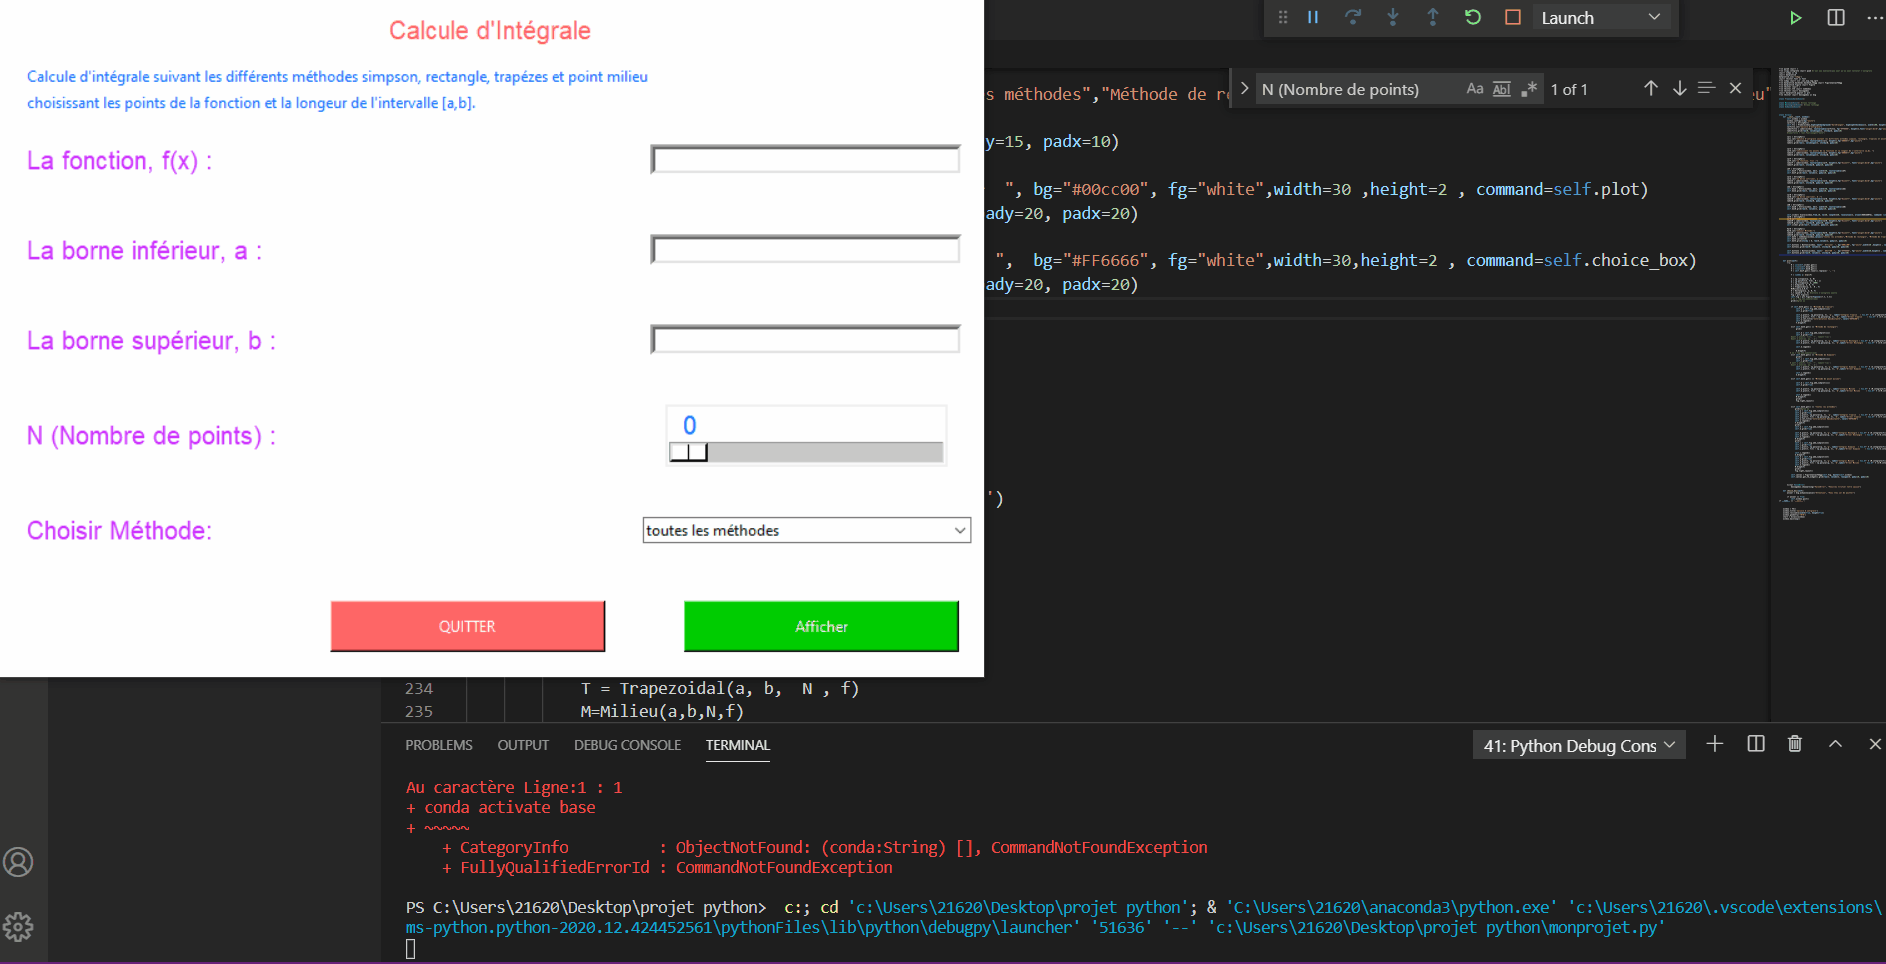 Calcule d'Intégrale
Calcule d'intégrale suivant les différents méthodes simpson, rectangle, trapézes et point milieu
choisissant les points de la fonction et la longeur de l'intervalle [a,b].
La fonction, f(x) :
La borne inférieur, a :
La borne supérieur, b :
N (Nombre de points) :
0
Choisir Méthode:
toutes les méthodes
QUITTER
Afficher
Launch
N (Nombre de points)
Aa
Abl
1 of 1
s méthodes","Méthode de r
u"
y=15, padx=10)
", bg="#00cc00", fg="white",width=30 ,height=2 , command=self.plot)
ady=20, padx=20)
", bg="#FF6666", fg="white",width=30,height=2 , command=self.choice_box)
ady=20, padx=20)
')
234 T = Trapezoidal(a, b, N , f)
235 M=Milieu(a,b,N,f)
PROBLEMS OUTPUT DEBUG CONSOLE TERMINAL
41: Python Debug Cons
Au caractère Ligne:1 : 1
+ conda activate base
+ ~~~~~
+ CategoryInfo : ObjectNotFound: (conda:String) [], CommandNotFoundException
+ FullyQualifiedErrorId : CommandNotFoundException
PS C:\Users\21620\Desktop\projet python> c:; cd 'c:\Users\21620\Desktop\projet python'; & 'C:\Users\21620\anaconda3\python.exe' 'c:\Users\21620\.vscode\extensions\
ms-python.python-2020.12.424452561\pythonFiles\lib\python\debugpy\launcher' '51636' '--' 'c:\Users\21620\Desktop\projet python\monprojet.py'